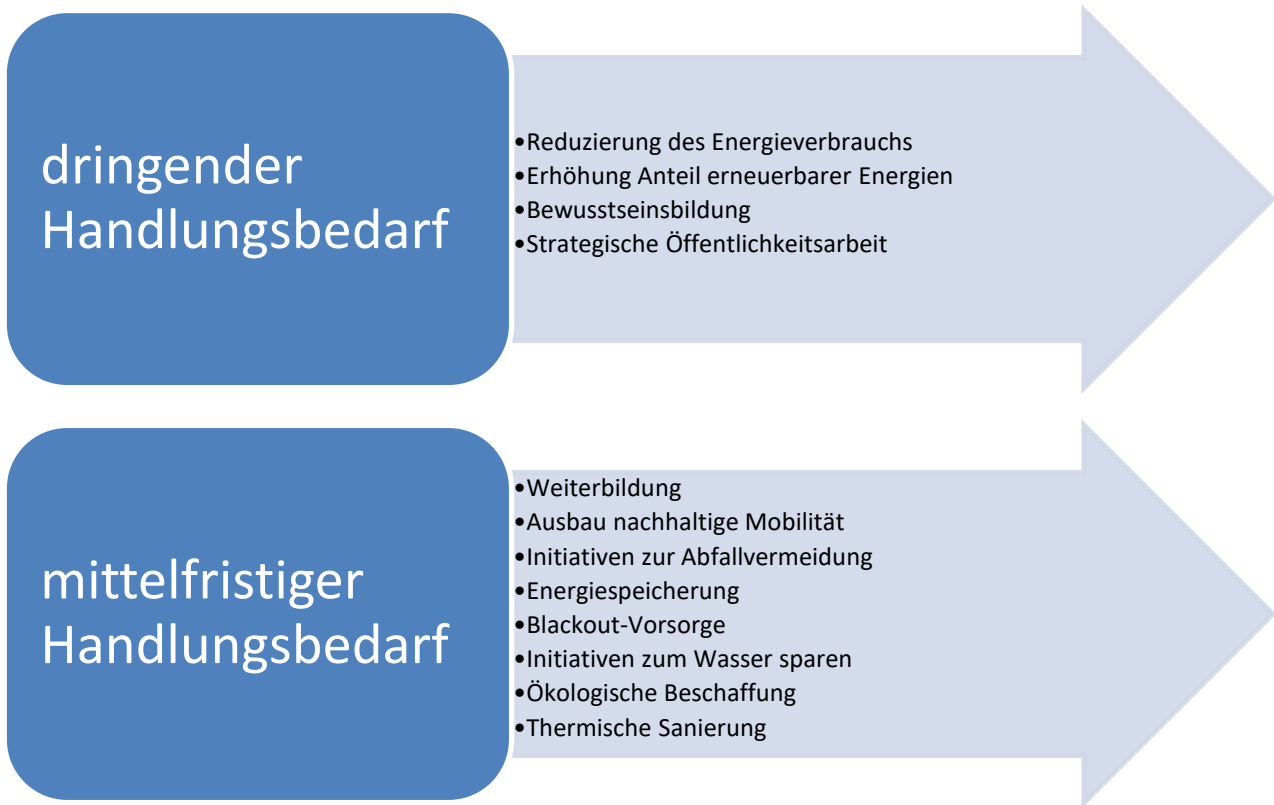 dringender
Handlungsbedarf
•Reduzierung des Energieverbrauchs
•Erhöhung Anteil erneuerbarer Energien
•Bewusstseinsbildung
•Strategische Öffentlichkeitsarbeit
mittelfristiger
Handlungsbedarf
•Weiterbildung
•Ausbau nachhaltige Mobilität
•Initiativen zur Abfallvermeidung
•Energiespeicherung
•Blackout-Vorsorge
•Initiativen zum Wasser sparen
•Ökologische Beschaffung
•Thermische Sanierung